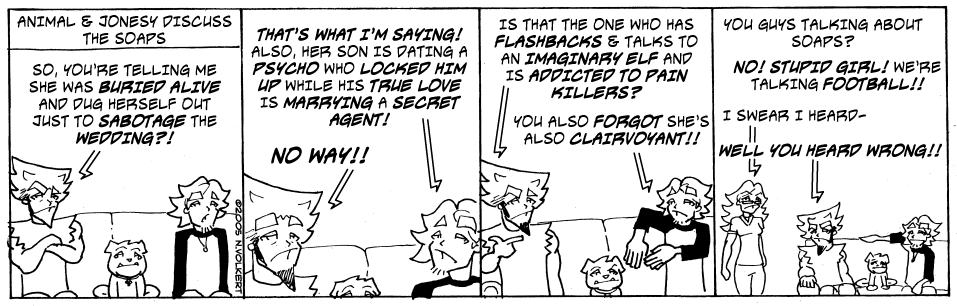 ANIMAL & JONESY DISCUSS
THE SOAPS
SO, YOU'RE TELLING ME
SHE WAS BURIED ALIVE
AND DUG HERSELF OUT
JUST TO SABOTAGE THE
WEDDING?!
©2005 N.VOLKERT
THAT'S WHAT I'M SAYING!
ALSO, HER SON IS DATING A
PSYCHO WHO LOCKED HIM
UP WHILE HIS TRUE LOVE
IS MARRYING A SECRET
AGENT!
NO WAY!!
IS THAT THE ONE WHO HAS
FLASHBACKS & TALKS TO
AN IMAGINARY ELF AND
IS ADDICTED TO PAIN
KILLERS?
YOU ALSO FORGOT SHE'S
ALSO CLAIRVOYANT!!
YOU GUYS TALKING ABOUT
SOAPS?
NO! STUPID GIRL! WE'RE
TALKING FOOTBALL!!
I SWEAR I HEARD-
WELL YOU HEARD WRONG!!